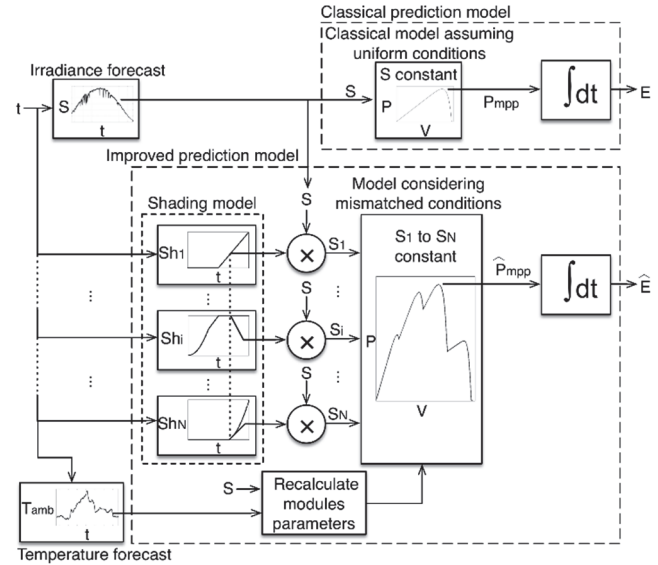 Classical prediction model
Classical model assuming
uniform conditions
Irradiance forecast
S constant
t
S
t
S
P
V
Pmpp
∫dt
E
Improved prediction model
Shading model
S
Model considering
mismatched conditions
Sh1
t
×
S1
S1 to SN
constant
P̂mpp
∫dt
Ê
...
...
S
...
Shi
t
×
Si
P
...
...
S
...
V
ShN
t
×
SN
Tamb
t
S
Recalculate
modules
parameters
Temperature forecast